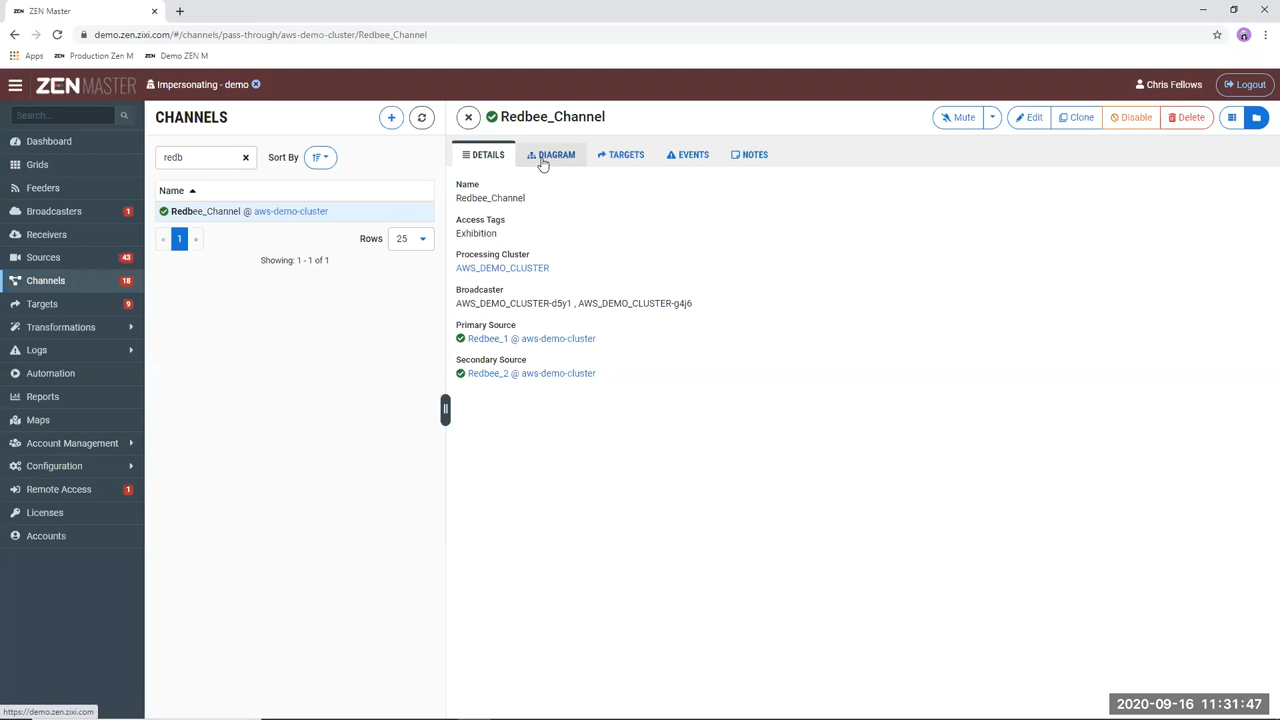 ZEN ZEN Master
demo.zen.zixi.com/#/channels/pass-through/aws-demo-cluster/Redbee_Channel
Apps ZEN Production Zen M ZEN Demo ZEN M
ZENMASTER Impersonating - demo Chris Fellows Logout
Search...
Dashboard
Grids
Feeders
Broadcasters 1
Receivers
Sources 43
Channels 18
Targets 9
Transformations
Logs
Automation
Reports
Maps
Account Management
Configuration
Remote Access 1
Licenses
Accounts
https://demo.zen.zixi.com
CHANNELS
redb Sort By
Name
Redbee_Channel @ aws-demo-cluster
« 1 » Rows 25
Showing: 1 - 1 of 1
Redbee_Channel Mute Edit Clone Disable Delete
DETAILS DIAGRAM TARGETS EVENTS NOTES
Name
Redbee_Channel
Access Tags
Exhibition
Processing Cluster
AWS_DEMO_CLUSTER
Broadcaster
AWS_DEMO_CLUSTER-d5y1 , AWS_DEMO_CLUSTER-g4j6
Primary Source
Redbee_1 @ aws-demo-cluster
Secondary Source
Redbee_2 @ aws-demo-cluster
2020-09-16 11:31:47